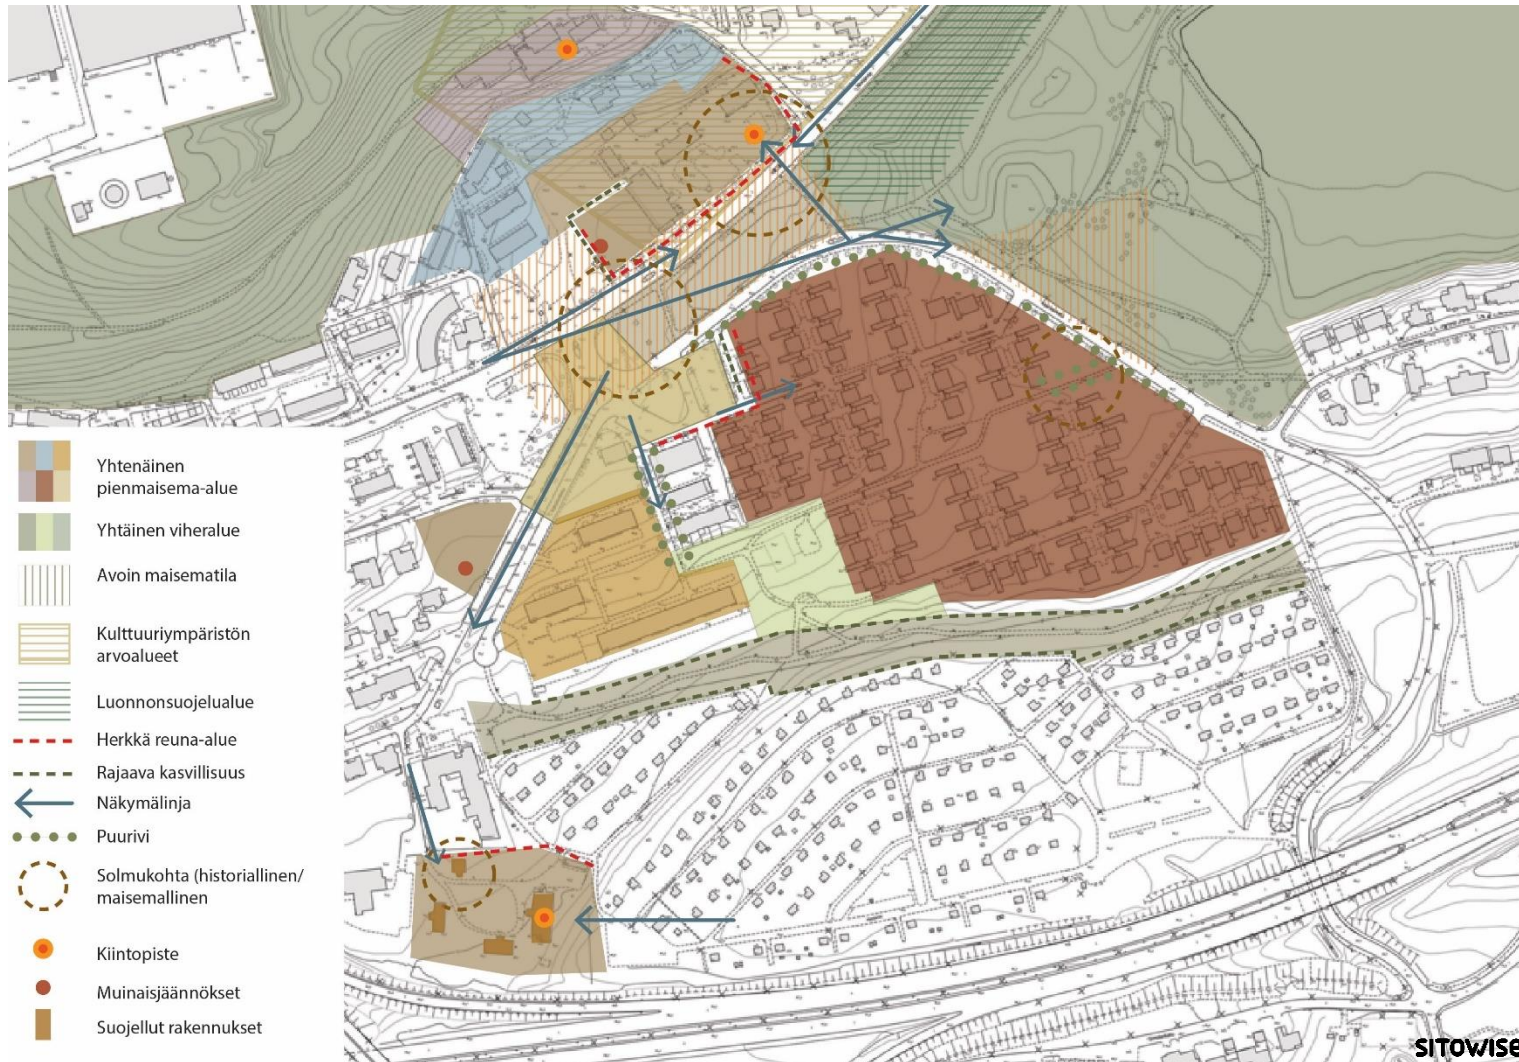 Yhtenäinen
pienmaisema-alue
Yhtäinen viheralue
Avoin maisematila
Kulttuuriympäristön
arvoalueet
Luonnonsuojelualue
Herkkä reuna-alue
Rajaava kasvillisuus
Näkymälinja
Puurivi
Solmukohta (historiallinen/
maisemallinen
Kiintopiste
Muinaisjäännökset
Suojellut rakennukset
SITOWISE